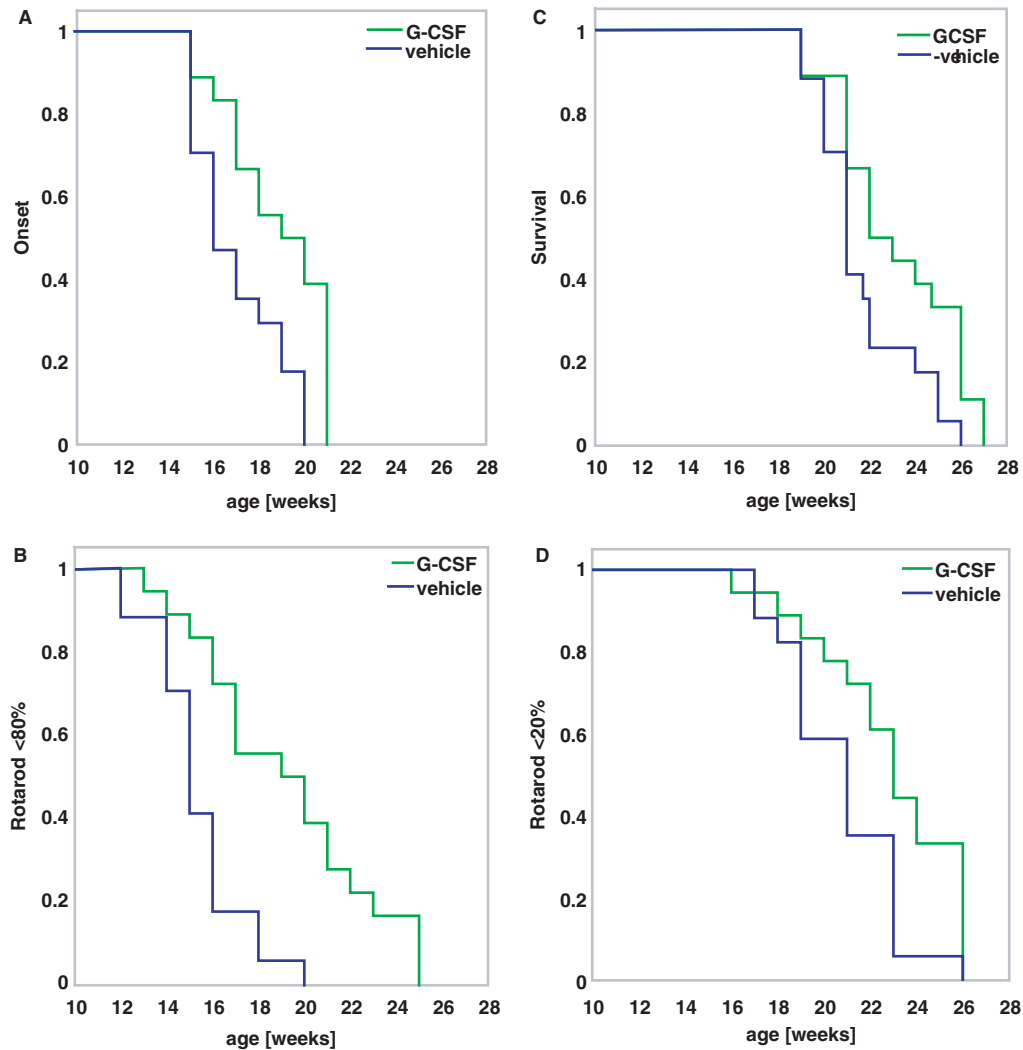 A
G-CSF
vehicle
1
0.8
0.6
0.4
0.2
0
Onset
10 12 14 16 18 20 22 24 26 28
age [weeks]
C
GCSF
-vehicle
1
0.8
0.6
0.4
0.2
0
Survival
10 12 14 16 18 20 22 24 26 28
age [weeks]
B
G-CSF
vehicle
1
0.8
0.6
0.4
0.2
0
Rotarod <80%
10 12 14 16 18 20 22 24 26 28
age [weeks]
D
G-CSF
vehicle
1
0.8
0.6
0.4
0.2
0
Rotarod <20%
10 12 14 16 18 20 22 24 26 28
age [weeks]